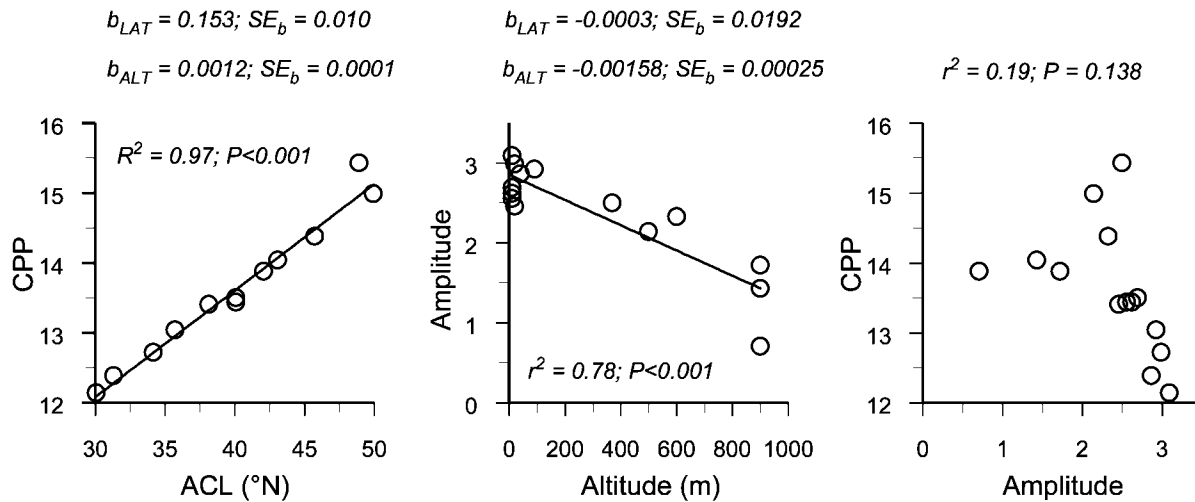 b_LAT = 0.153; SE_b = 0.010
b_ALT = 0.0012; SE_b = 0.0001
R² = 0.97; P<0.001
CPP
16
15
14
13
12
30 35 40 45 50
ACL (°N)
b_LAT = -0.0003; SE_b = 0.0192
b_ALT = -0.00158; SE_b = 0.00025
Amplitude
3
2
1
0
r² = 0.78; P<0.001
0 200 400 600 800 1000
Altitude (m)
r² = 0.19; P = 0.138
CPP
16
15
14
13
12
0 1 2 3
Amplitude